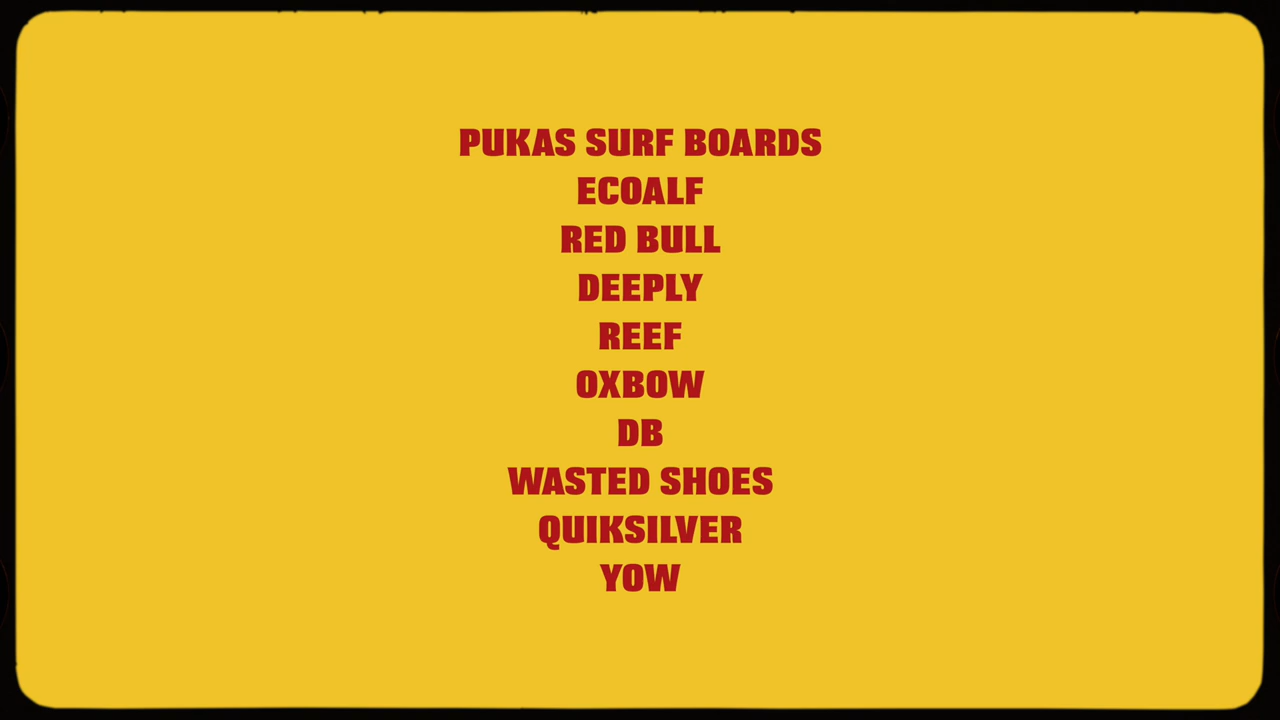 PUKAS SURF BOARDS
ECOALF
RED BULL
DEEPLY
REEF
OXBOW
DB
WASTED SHOES
QUIKSILVER
YOW